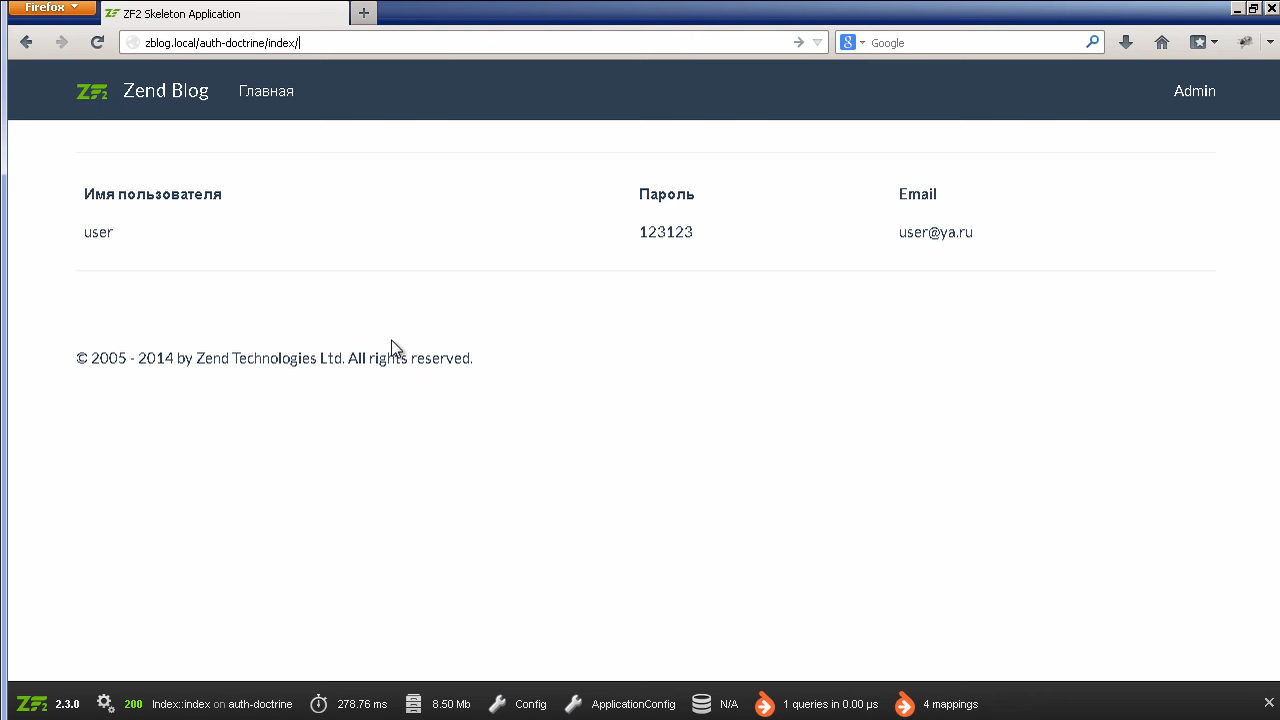 Firefox
ZF2 Skeleton Application
zblog.local/auth-doctrine/index/
Google
ZF2 Zend Blog Главная Admin
Имя пользователя Пароль Email
user 123123 user@ya.ru
© 2005 - 2014 by Zend Technologies Ltd. All rights reserved.
ZF2 2.3.0 200 Index::index on auth-doctrine 278.76 ms 8.50 Mb Config ApplicationConfig N/A 1 queries in 0.00 µs 4 mappings